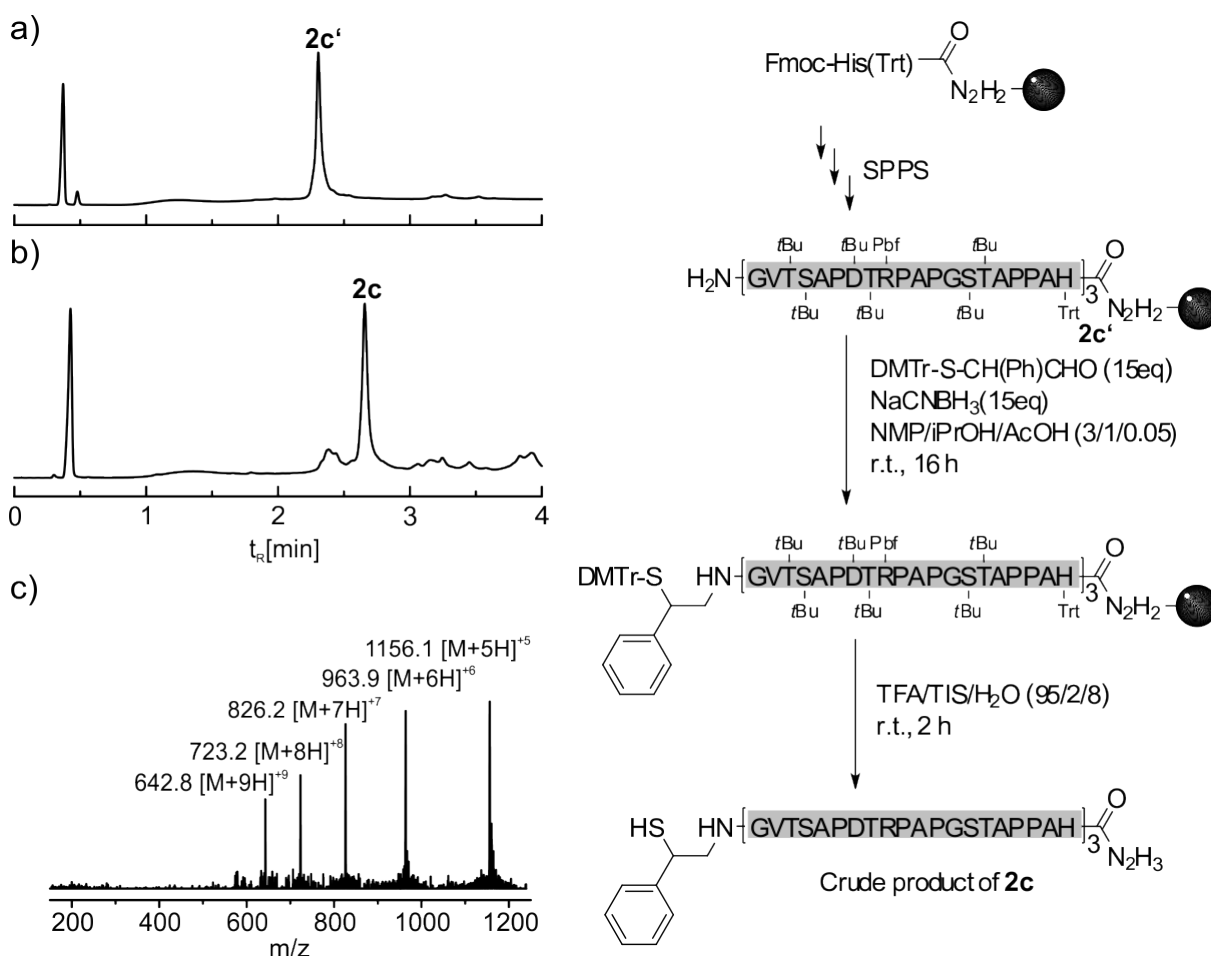 a)
2c‘
b)
2c
0 1 2 3 4
tR[min]
c)
1156.1 [M+5H]+5
963.9 [M+6H]+6
826.2 [M+7H]+7
723.2 [M+8H]+8
642.8 [M+9H]+9
200 400 600 800 1000 1200
m/z
O
Fmoc-His(Trt)
N2H2
SPPS
tBu tBu Pbf tBu
O
H2N [GVTSAPDTRPAPGSTAPPAH]3
N2H2
tBu tBu tBu Trt
2c‘
DMTr-S-CH(Ph)CHO (15eq)
NaCNBH3(15eq)
NMP/iPrOH/AcOH (3/1/0.05)
r.t., 16 h
tBu tBu Pbf tBu
O
DMTr-S HN [GVTSAPDTRPAPGSTAPPAH]3
N2H2
tBu tBu tBu Trt
TFA/TIS/H2O (95/2/8)
r.t., 2 h
O
HS HN [GVTSAPDTRPAPGSTAPPAH]3
N2H3
Crude product of 2c